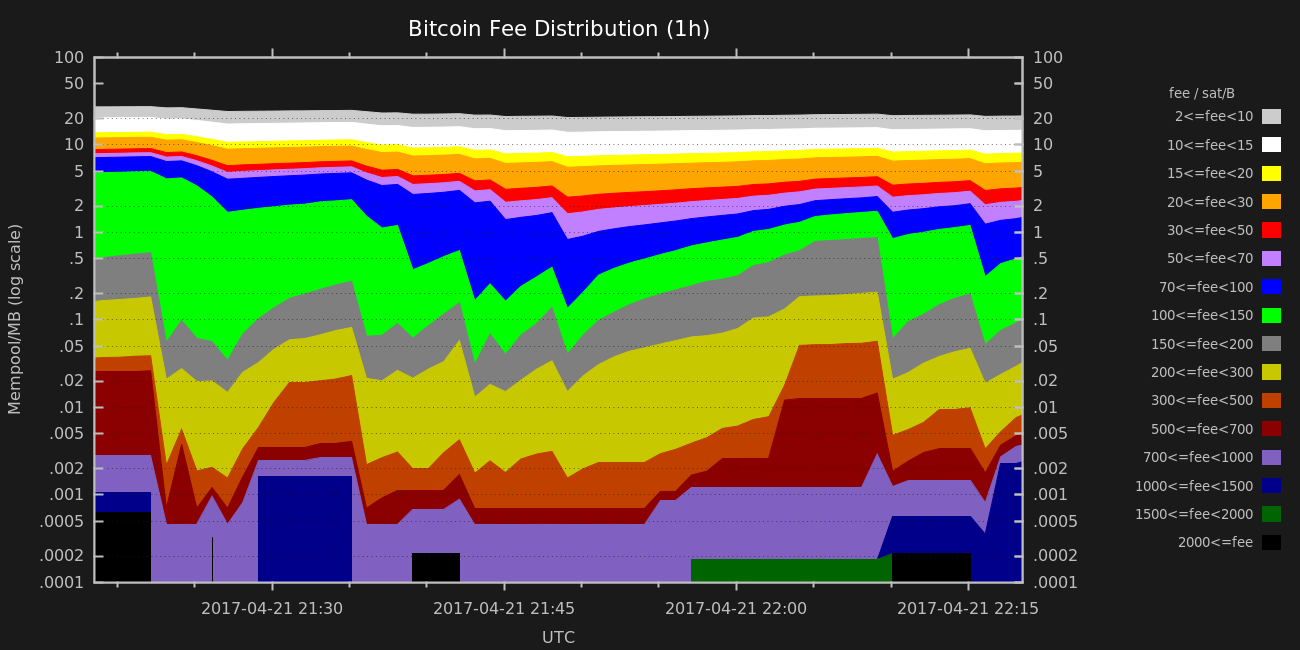 Bitcoin Fee Distribution (1h)
100 100
50 50
20 20
10 10
5 5
2 2
1 1
.5 .5
.2 .2
.1 .1
.05 .05
.02 .02
.01 .01
.005 .005
.002 .002
.001 .001
.0005 .0005
.0002 .0002
.0001 .0001
Mempool/MB (log scale)
2017-04-21 21:30 2017-04-21 21:45 2017-04-21 22:00 2017-04-21 22:15
UTC
fee / sat/B
2<=fee<10
10<=fee<15
15<=fee<20
20<=fee<30
30<=fee<50
50<=fee<70
70<=fee<100
100<=fee<150
150<=fee<200
200<=fee<300
300<=fee<500
500<=fee<700
700<=fee<1000
1000<=fee<1500
1500<=fee<2000
2000<=fee